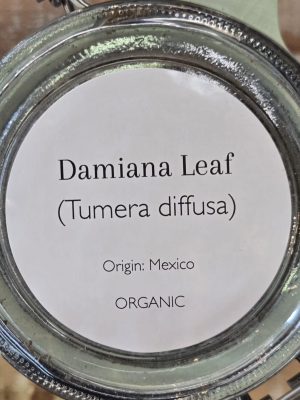 Damiana Leaf
(Tumera diffusa)
Origin: Mexico
ORGANIC